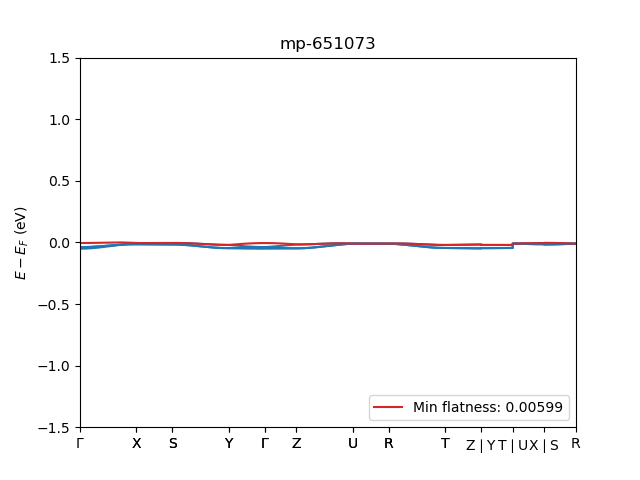 mp-651073
1.5
1.0
0.5
0.0
−0.5
−1.0
−1.5
E − E_F (eV)
Min flatness: 0.00599
Γ X S Y Γ Z U R T Z | Y T | U X | S R